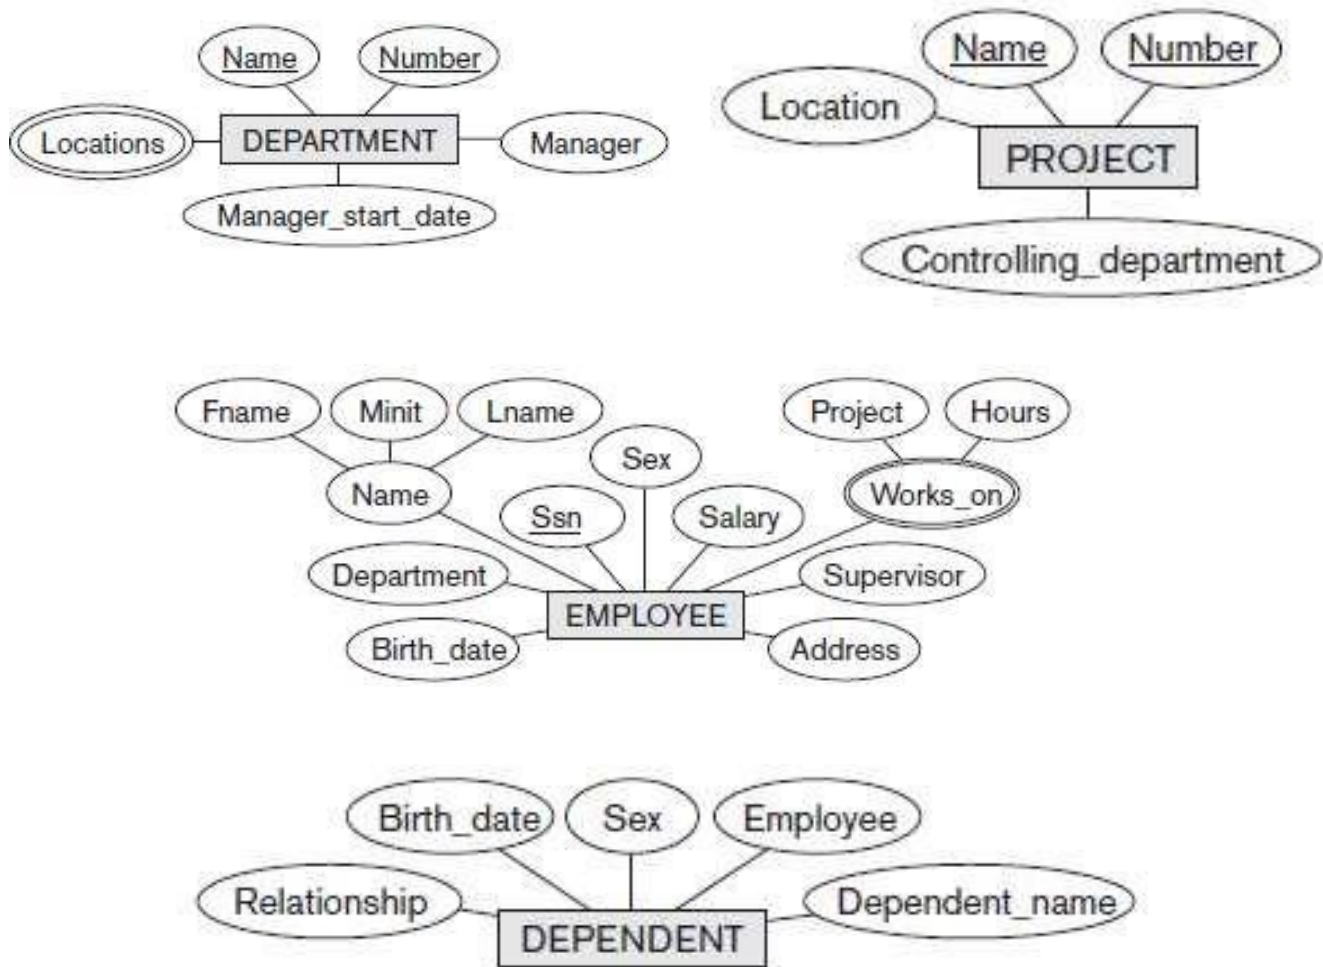 Name
Number
Locations
DEPARTMENT
Manager
Manager_start_date
Name
Number
Location
PROJECT
Controlling_department
Fname
Minit
Lname
Project
Hours
Sex
Name
Ssn
Salary
Works_on
Department
Supervisor
EMPLOYEE
Birth_date
Address
Birth_date
Sex
Employee
Relationship
Dependent_name
DEPENDENT